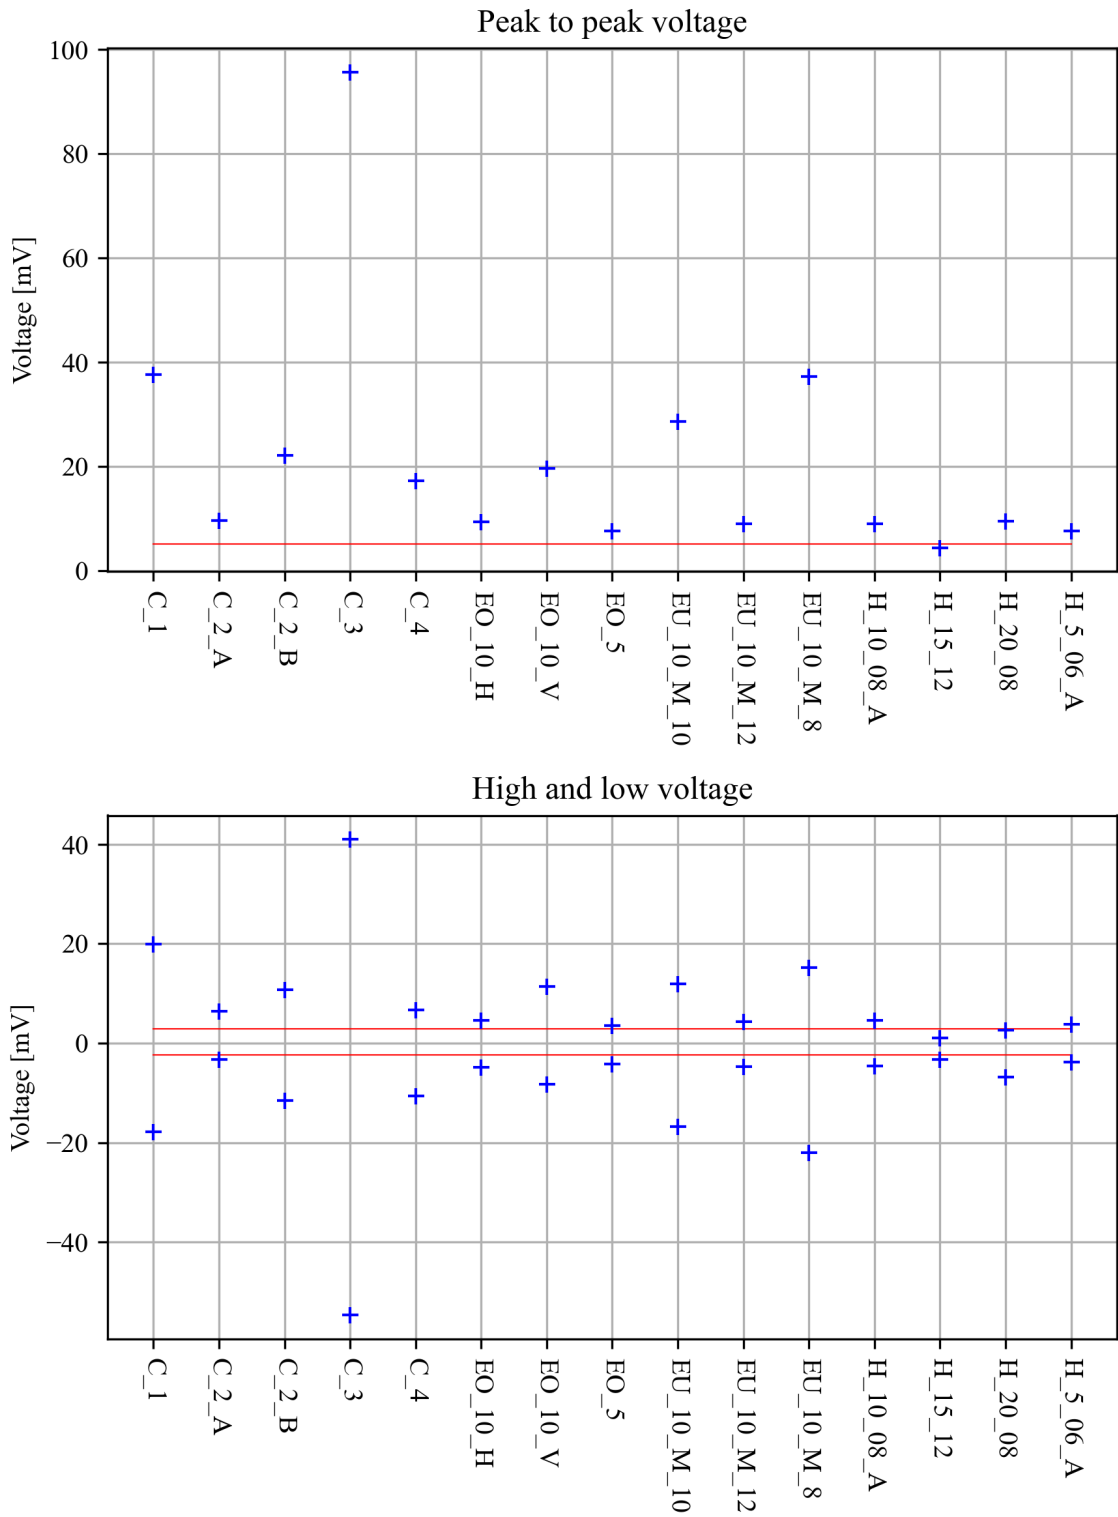 Peak to peak voltage
100
80
60
40
20
0
Voltage [mV]
C_1
C_2_A
C_2_B
C_3
C_4
EO_10_H
EO_10_V
EO_5
EU_10_M_10
EU_10_M_12
EU_10_M_8
H_10_08_A
H_15_12
H_20_08
H_5_06_A
High and low voltage
40
20
0
−20
−40
Voltage [mV]
C_1
C_2_A
C_2_B
C_3
C_4
EO_10_H
EO_10_V
EO_5
EU_10_M_10
EU_10_M_12
EU_10_M_8
H_10_08_A
H_15_12
H_20_08
H_5_06_A